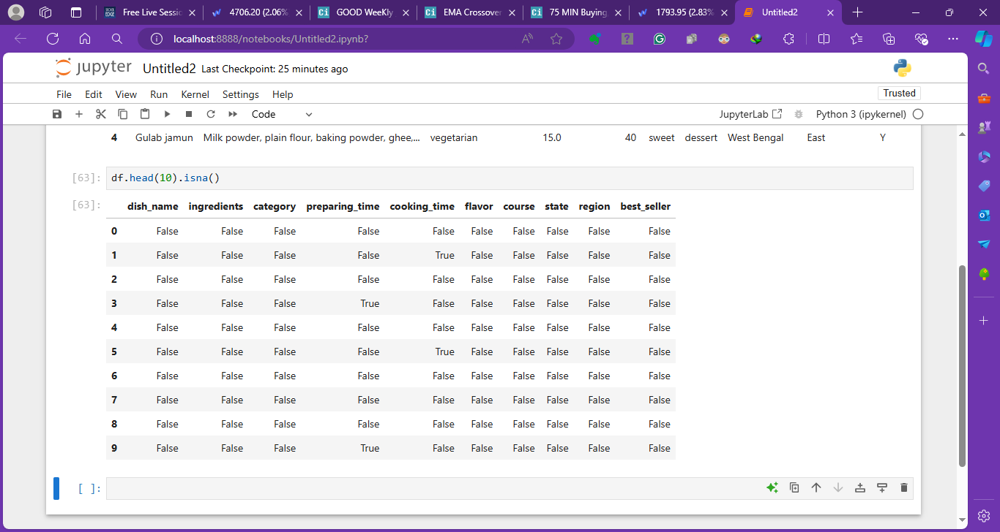 Free Live Sessi
4706.20 (2.06%
Ci GOOD WeeKly
Ci EMA Crossover
Ci 75 MIN Buying
1793.95 (2.83%
Untitled2
localhost:8888/notebooks/Untitled2.ipynb?
jupyter Untitled2 Last Checkpoint: 25 minutes ago
File Edit View Run Kernel Settings Help
Trusted
Code
JupyterLab
Python 3 (ipykernel)
4 Gulab jamun Milk powder, plain flour, baking powder, ghee,... vegetarian 15.0 40 sweet dessert West Bengal East Y
[63]: df.head(10).isna()
[63]: dish_name ingredients category preparing_time cooking_time flavor course state region best_seller
0 False False False False False False False False False False
1 False False False False True False False False False False
2 False False False False False False False False False False
3 False False False True False False False False False False
4 False False False False False False False False False False
5 False False False False True False False False False False
6 False False False False False False False False False False
7 False False False False False False False False False False
8 False False False False False False False False False False
9 False False False True False False False False False False
[ ]: